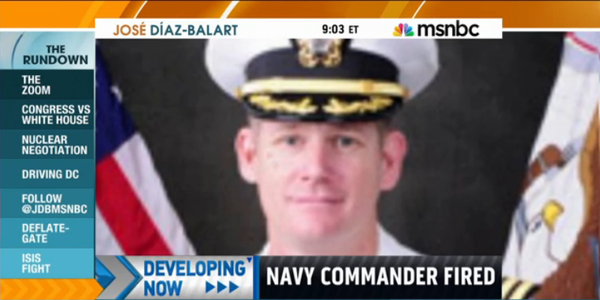 JOSÉ DÍAZ-BALART 9:03 ET msnbc
THE
RUNDOWN
THE
ZOOM
CONGRESS VS
WHITE HOUSE
NUCLEAR
NEGOTIATION
DRIVING DC
FOLLOW
@JDBMSNBC
DEFLATE-
GATE
ISIS
FIGHT
DEVELOPING
NOW
NAVY COMMANDER FIRED